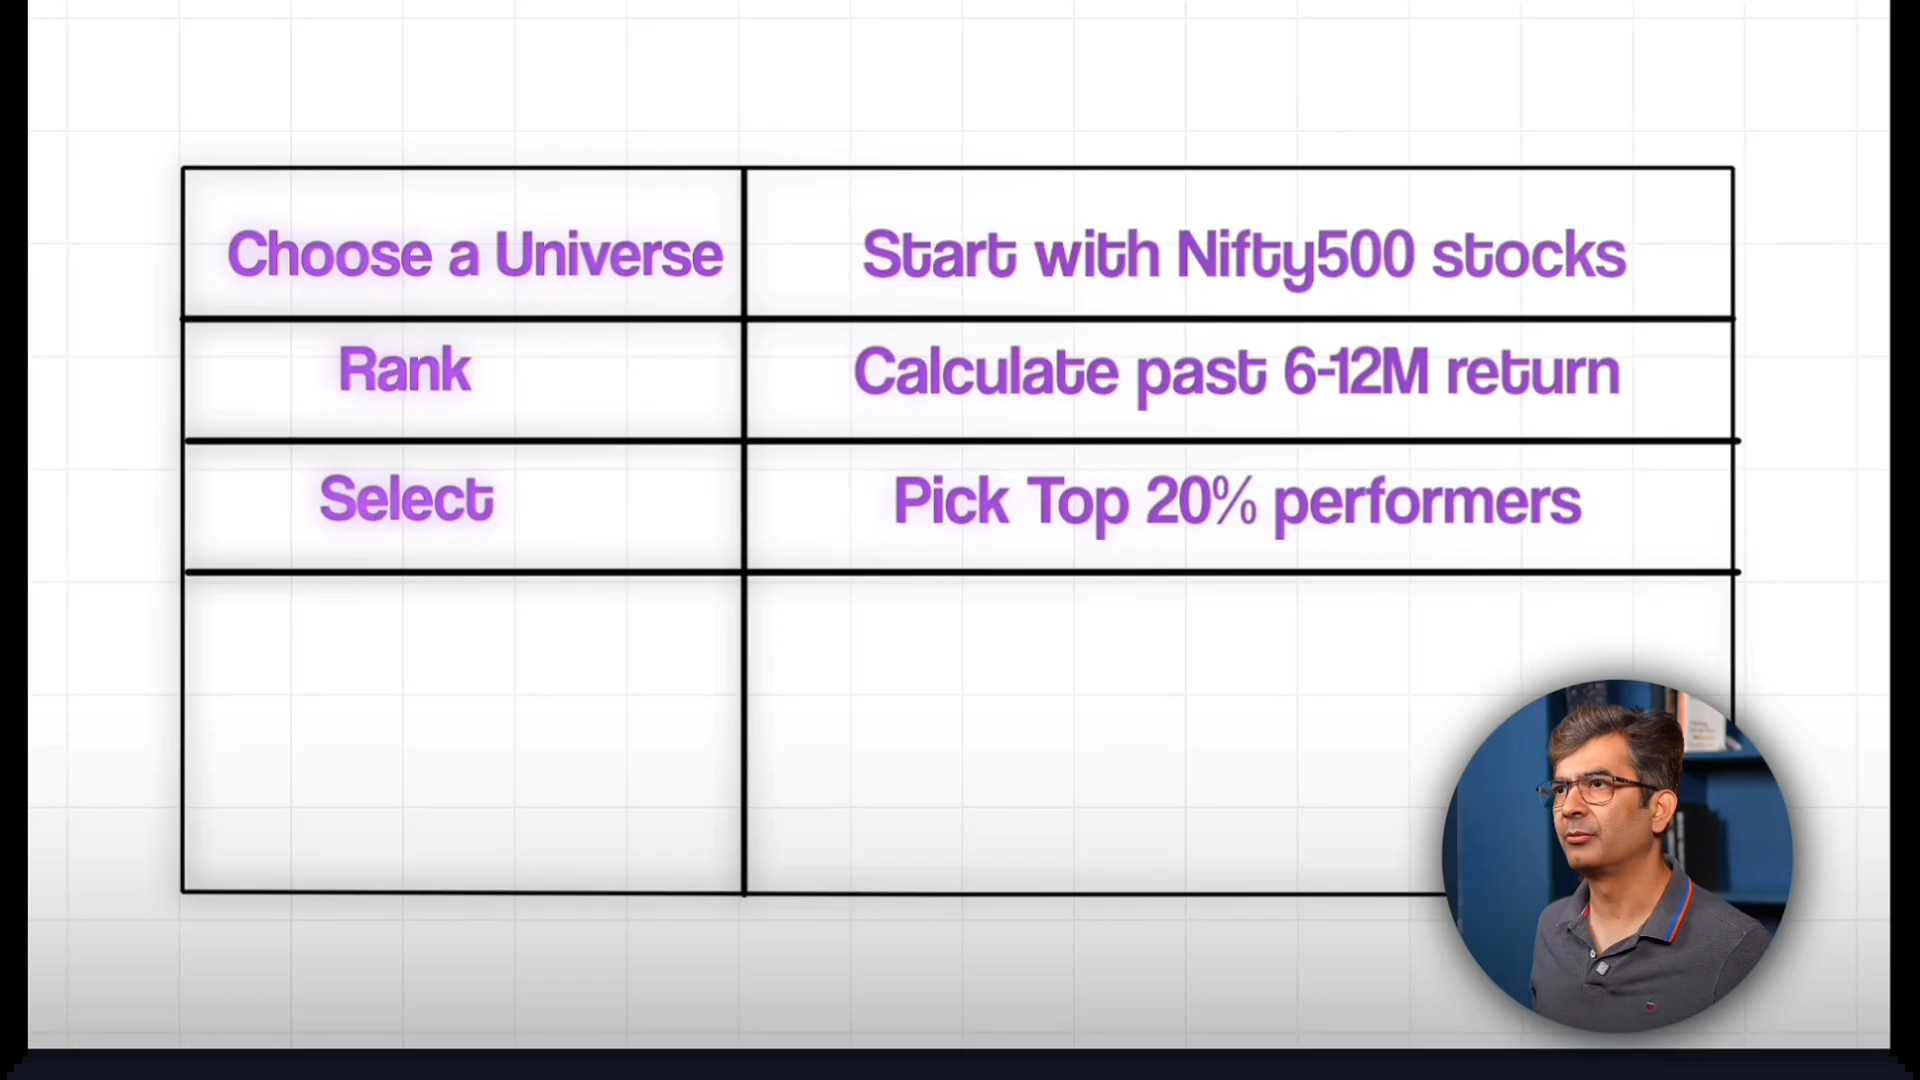 Choose a Universe
Start with Nifty500 stocks
Rank
Calculate past 6-12M return
Select
Pick Top 20% performers